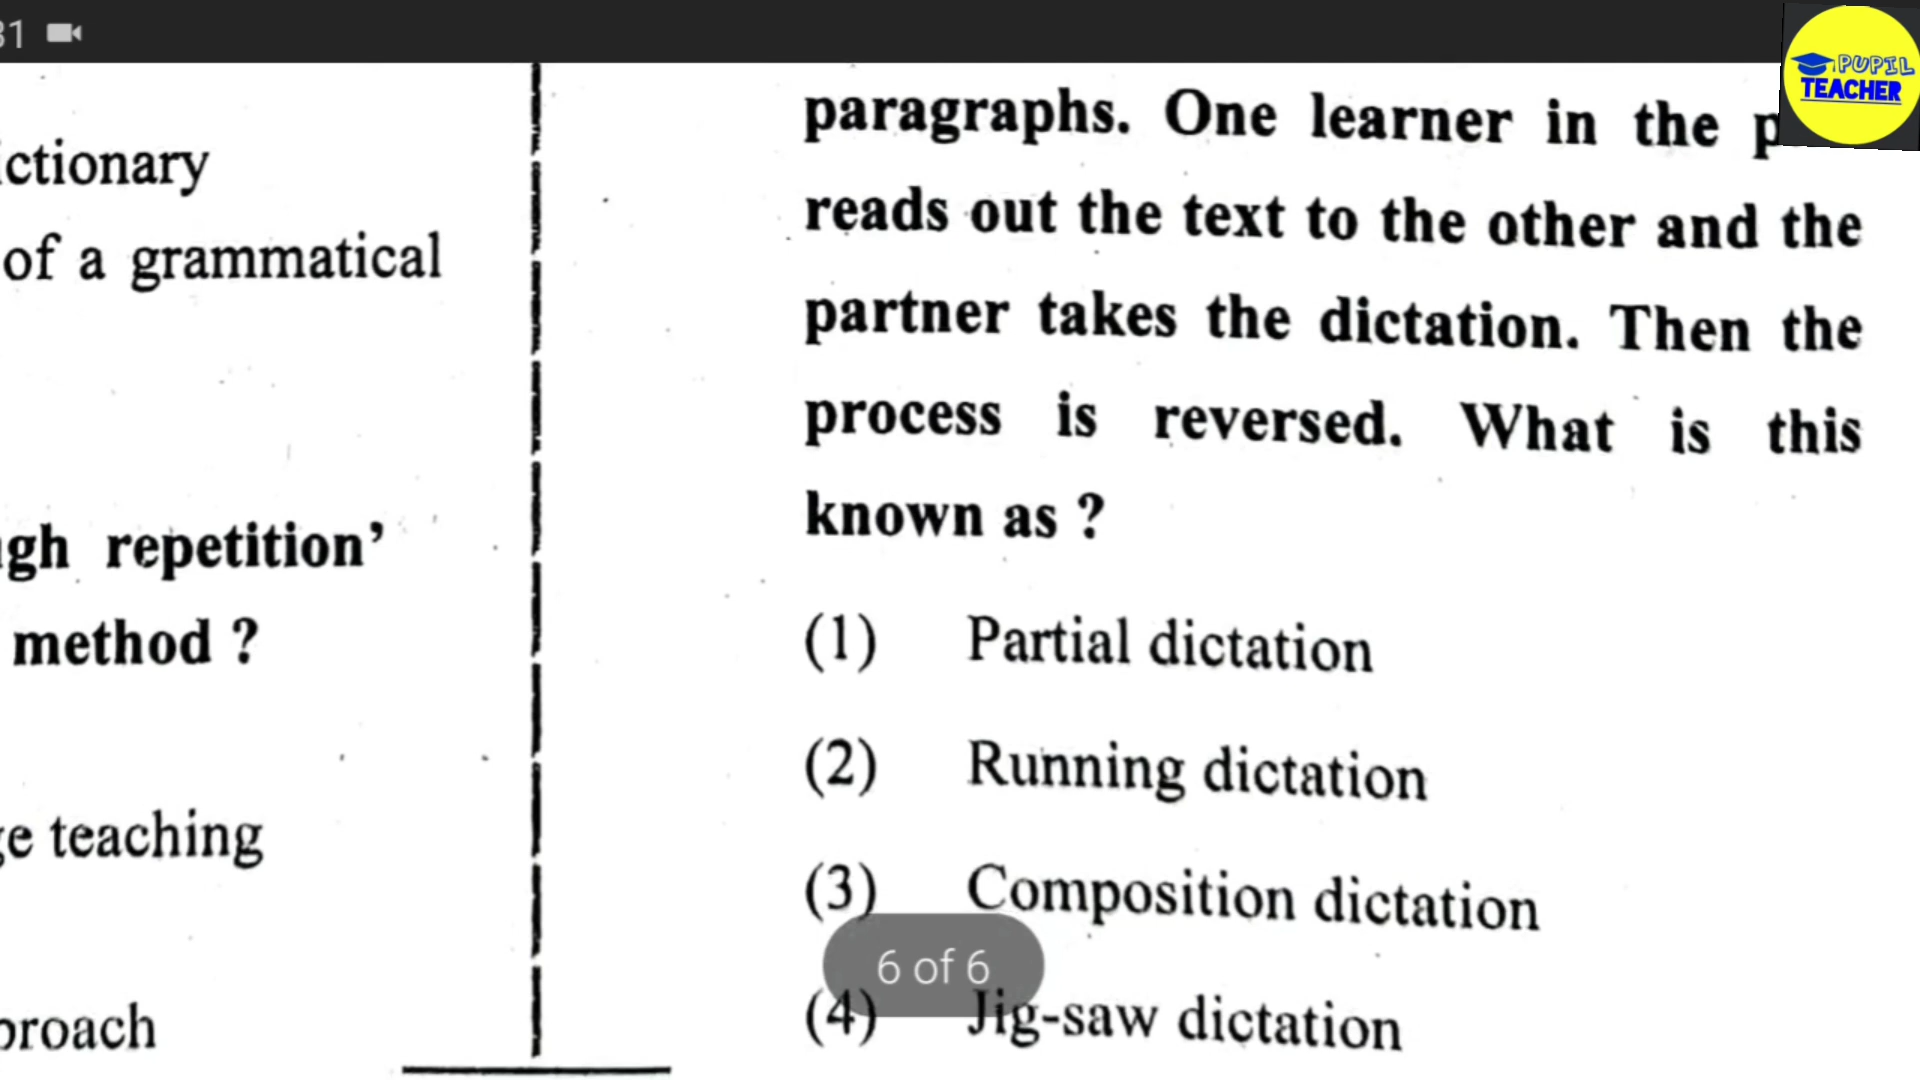 31
PUPIL
TEACHER
ctionary
of a grammatical
gh repetition’
method ?
e teaching
proach
paragraphs. One learner in the
reads out the text to the other and the
partner takes the dictation. Then the
process is reversed. What is this
known as ?
(1) Partial dictation
(2) Running dictation
(3) Composition dictation
(4) Jig-saw dictation
6 of 6